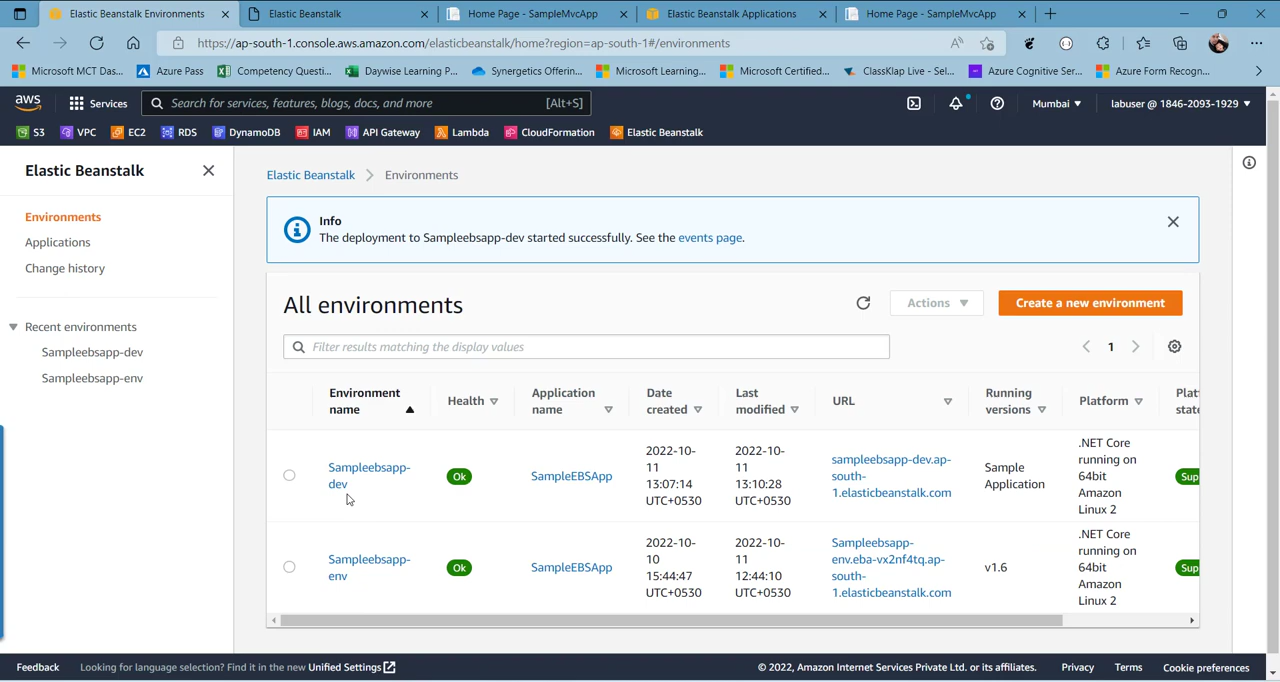 Elastic Beanstalk Environments
Elastic Beanstalk
Home Page - SampleMvcApp
Elastic Beanstalk Applications
Home Page - SampleMvcApp
https://ap-south-1.console.aws.amazon.com/elasticbeanstalk/home?region=ap-south-1#/environments
Microsoft MCT Das...
Azure Pass
Competency Questi...
Daywise Learning P...
Synergetics Offerin...
Microsoft Learning...
Microsoft Certified...
ClassKlap Live - Sel...
Azure Cognitive Ser...
Azure Form Recogn...
aws
Services
Search for services, features, blogs, docs, and more
[Alt+S]
Mumbai
labuser @ 1846-2093-1929
S3
VPC
EC2
RDS
DynamoDB
IAM
API Gateway
Lambda
CloudFormation
Elastic Beanstalk
Elastic Beanstalk
Environments
Applications
Change history
Recent environments
Sampleebsapp-dev
Sampleebsapp-env
Elastic Beanstalk
Environments
Info
The deployment to Sampleebsapp-dev started successfully. See the events page.
All environments
Actions
Create a new environment
Filter results matching the display values
1
Environment
name
Health
Application
name
Date
created
Last
modified
URL
Running
versions
Platform
Plat
state
Sampleebsapp-
dev
Ok
SampleEBSApp
2022-10-
11
13:07:14
UTC+0530
2022-10-
11
13:10:28
UTC+0530
sampleebsapp-dev.ap-
south-
1.elasticbeanstalk.com
Sample
Application
.NET Core
running on
64bit
Amazon
Linux 2
Sup
Sampleebsapp-
env
Ok
SampleEBSApp
2022-10-
10
15:44:47
UTC+0530
2022-10-
11
12:44:10
UTC+0530
Sampleebsapp-
env.eba-vx2nf4tq.ap-
south-
1.elasticbeanstalk.com
v1.6
.NET Core
running on
64bit
Amazon
Linux 2
Sup
Feedback
Looking for language selection? Find it in the new Unified Settings
© 2022, Amazon Internet Services Private Ltd. or its affiliates.
Privacy
Terms
Cookie preferences